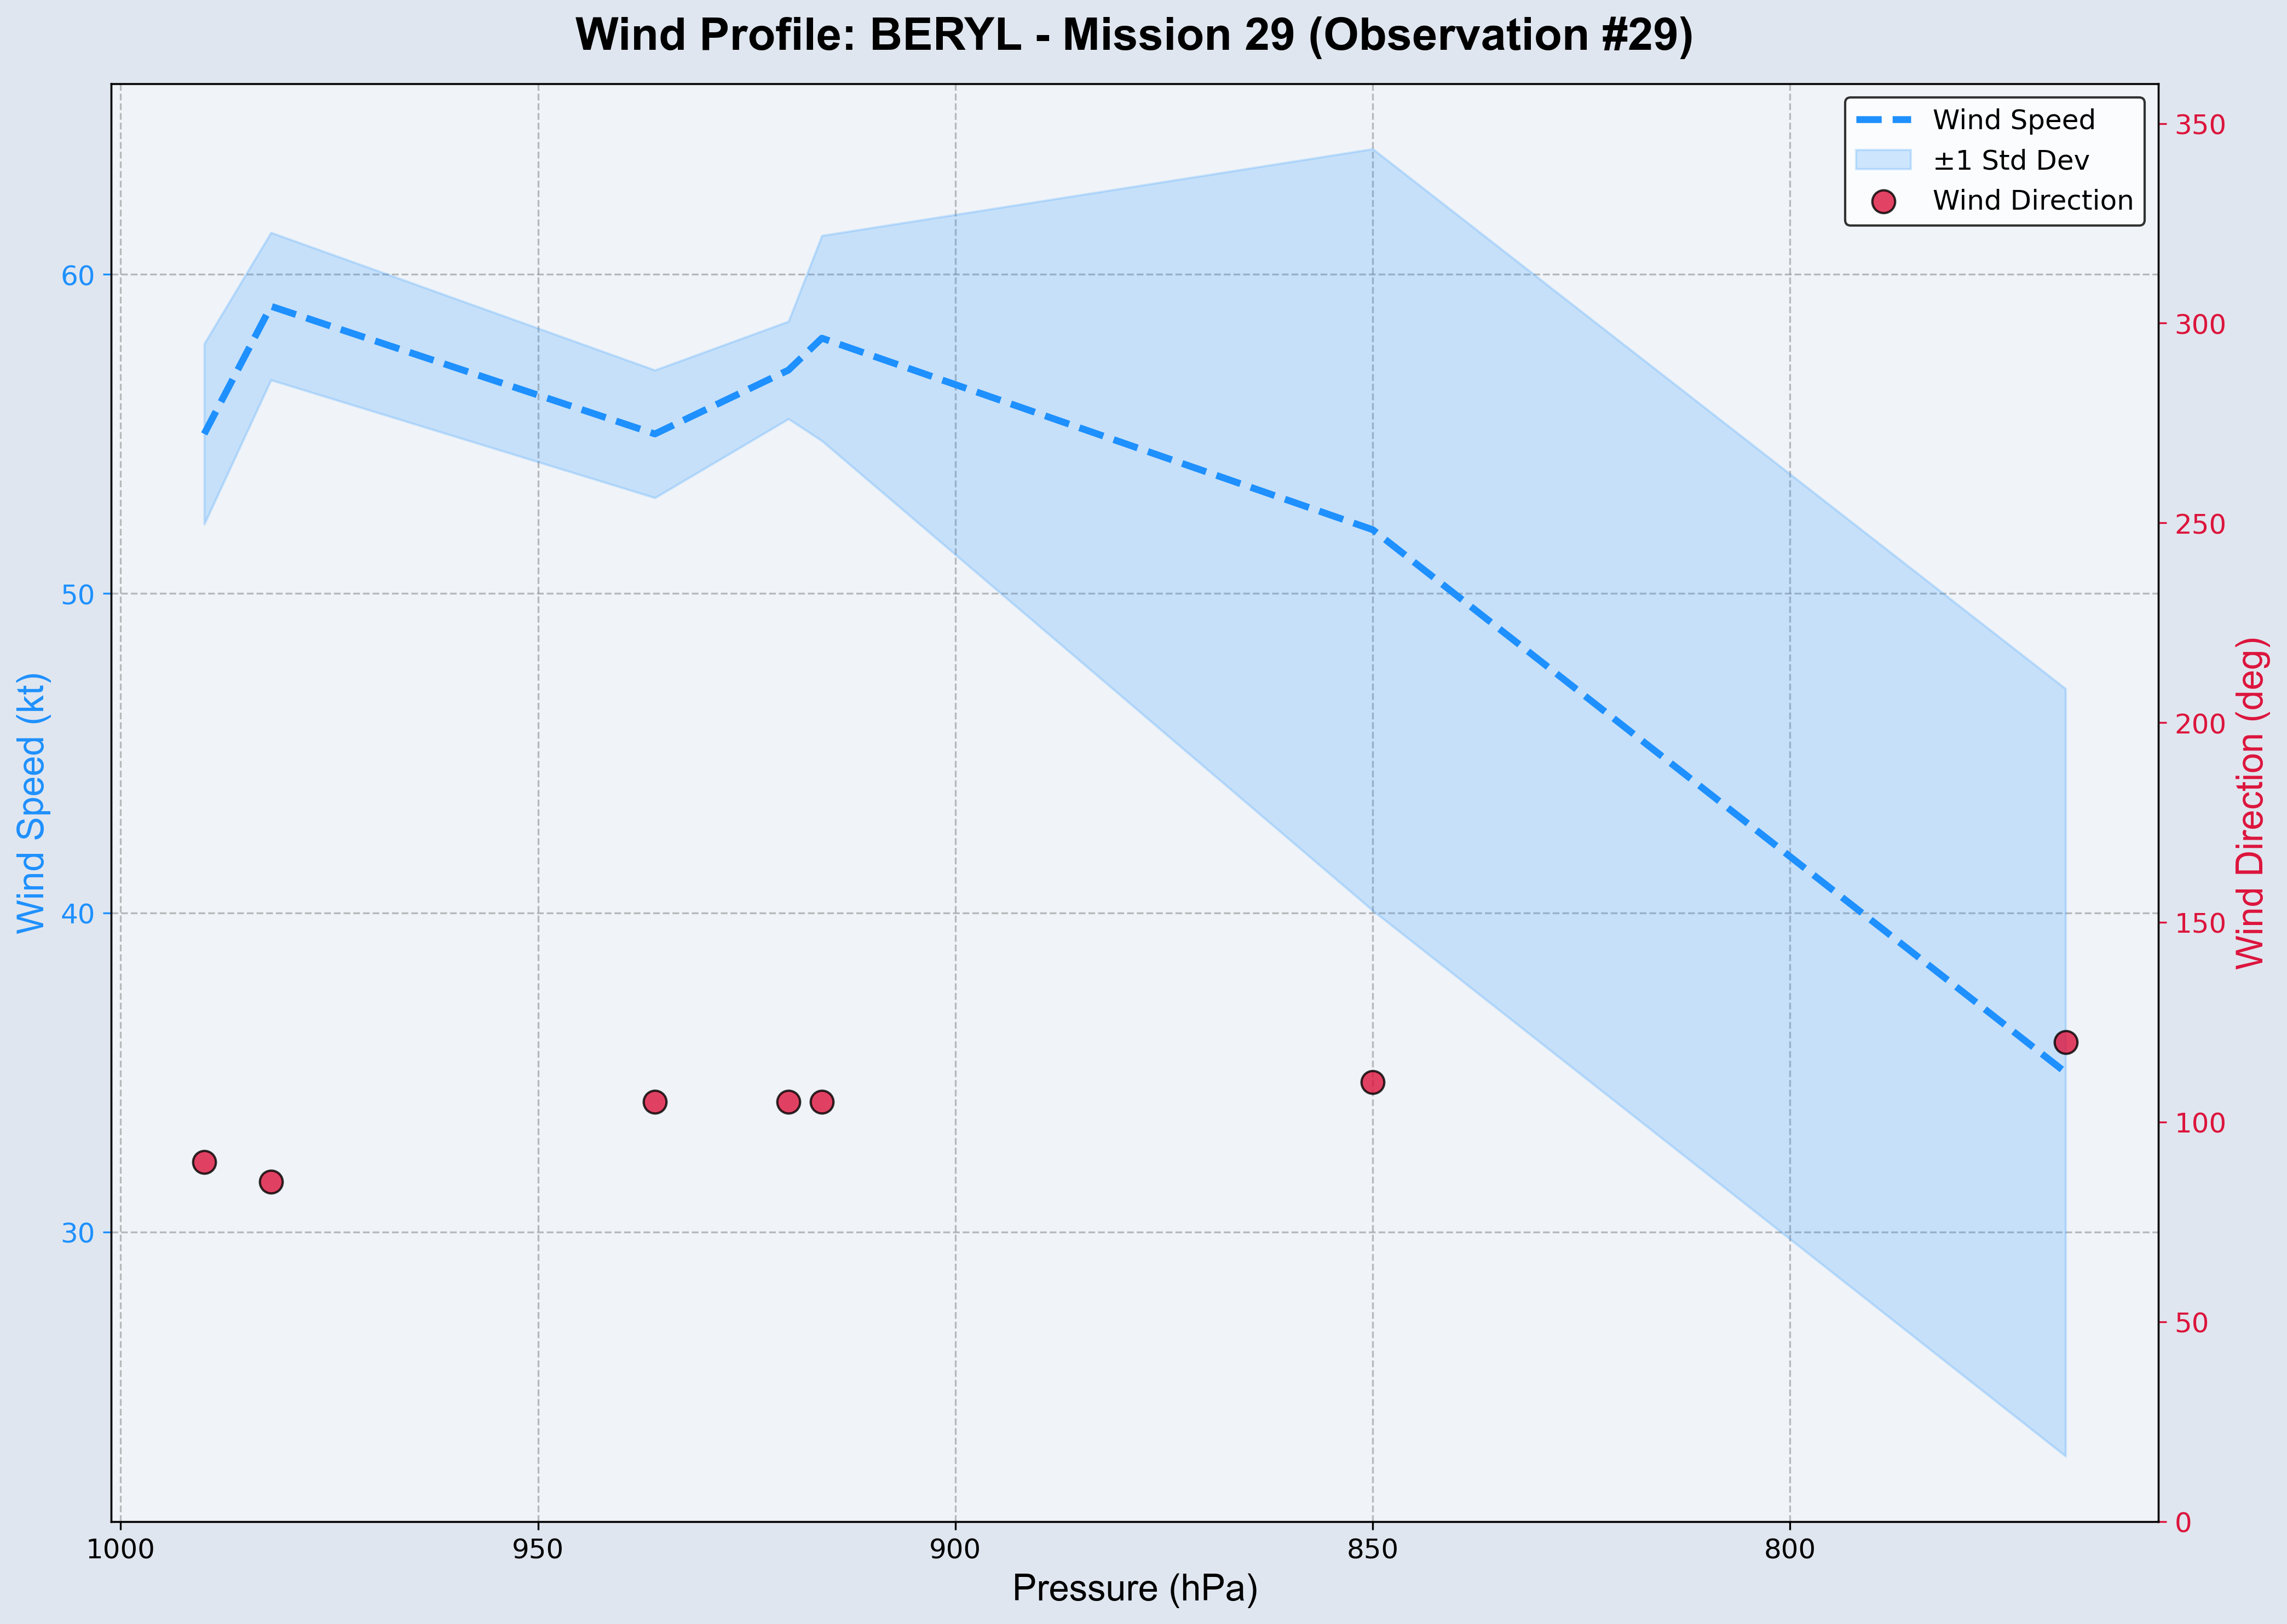 Wind Profile: BERYL - Mission 29 (Observation #29)
Wind Speed
±1 Std Dev
Wind Direction
Wind Speed (kt)
60
50
40
30
350
300
250
200
150
100
50
0
Wind Direction (deg)
1000 950 900 850 800
Pressure (hPa)